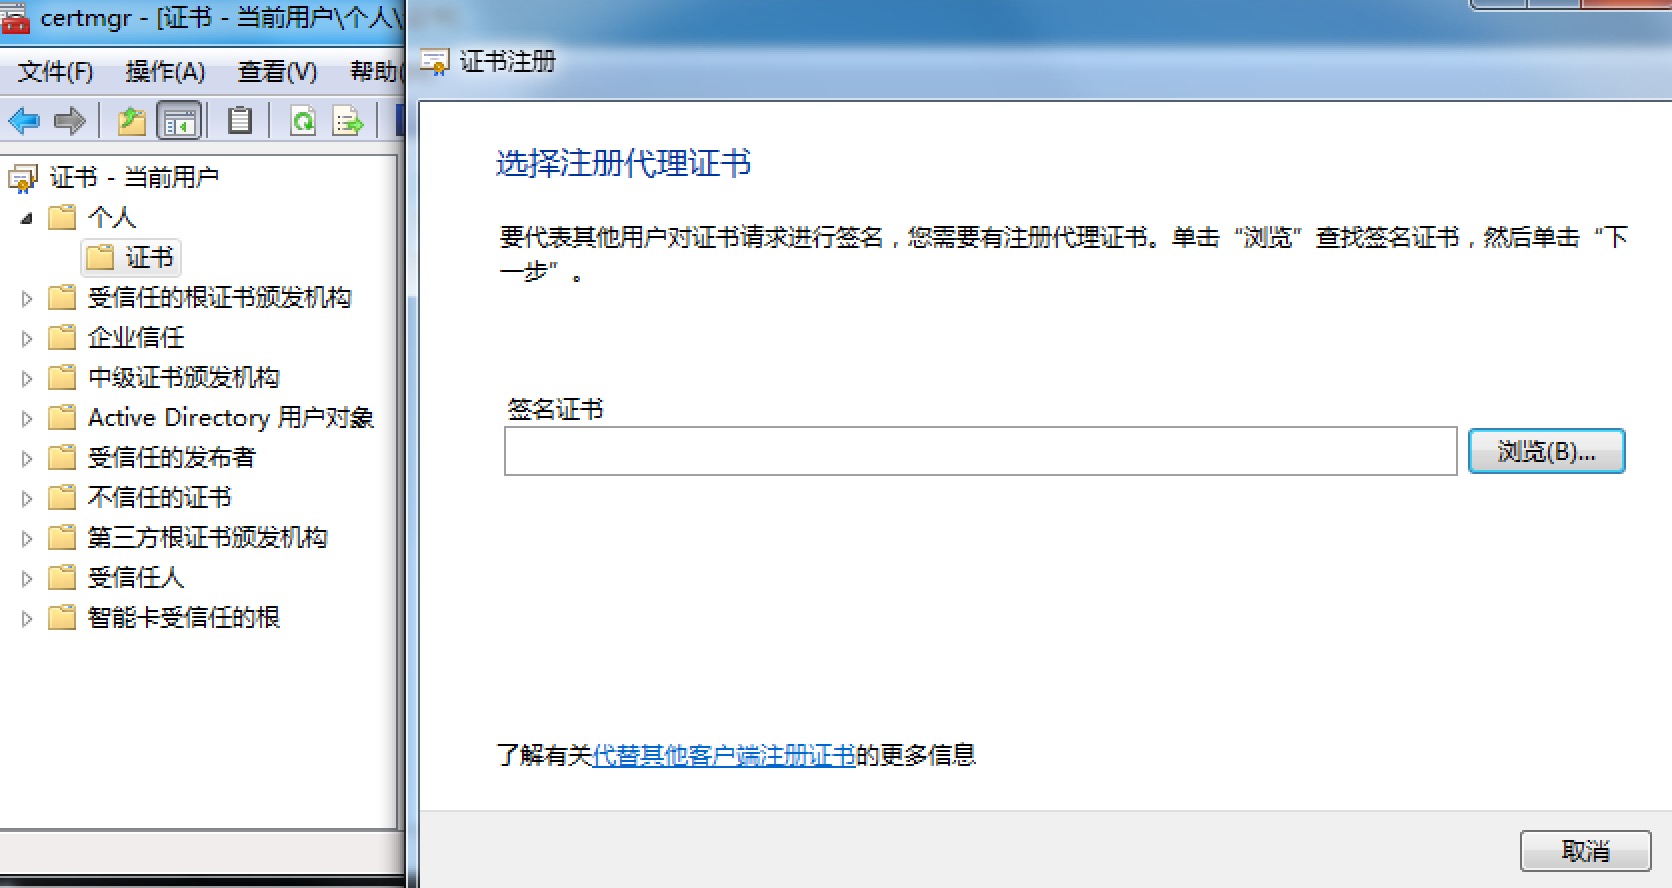 certmgr - [证书 - 当前用户\个人\
文件(F) 操作(A) 查看(V) 帮助(
证书 - 当前用户
个人
证书
受信任的根证书颁发机构
企业信任
中级证书颁发机构
Active Directory 用户对象
受信任的发布者
不信任的证书
第三方根证书颁发机构
受信任人
智能卡受信任的根
证书注册
选择注册代理证书
要代表其他用户对证书请求进行签名，您需要有注册代理证书。单击“浏览”查找签名证书，然后单击“下
一步”。
签名证书
浏览(B)...
了解有关代替其他客户端注册证书的更多信息
取消